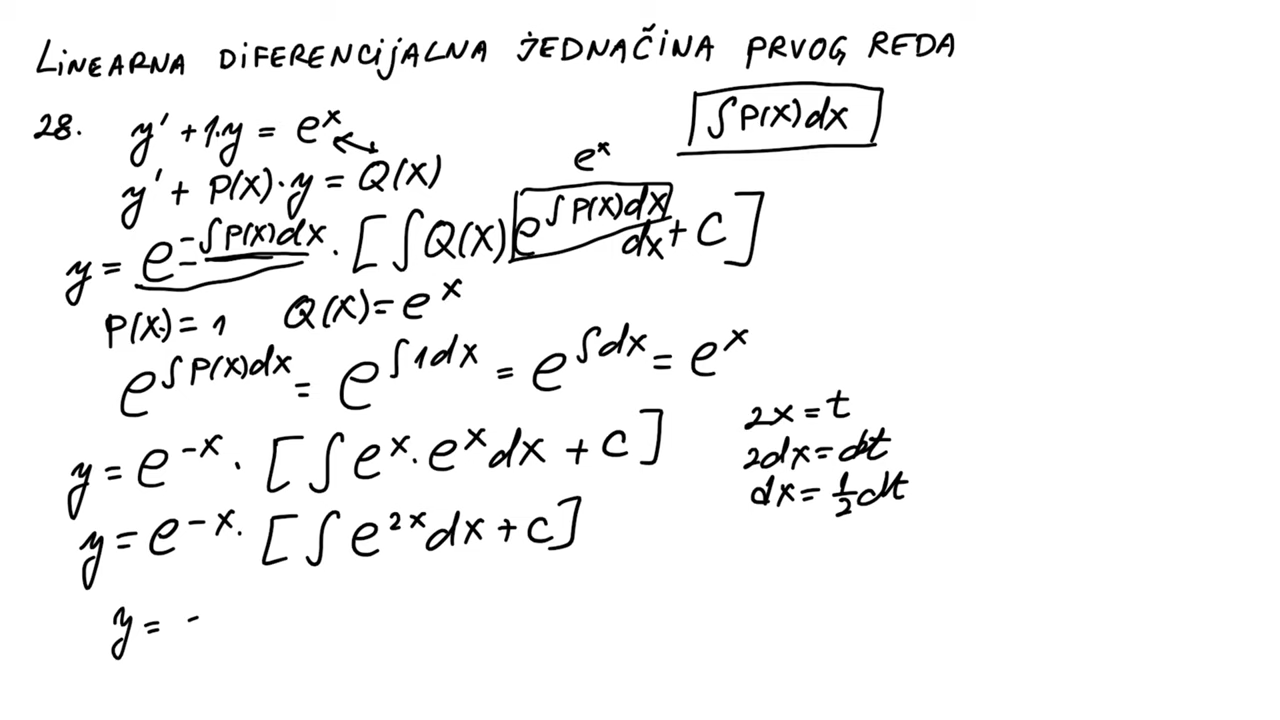 LINEARNA DIFERENCIJALNA JEDNAČINA PRVOG REDA
28. y' + 1·y = e^x
∫P(x)dx
y' + P(x)·y = Q(x)
e^x
y = e^(-∫P(x)dx) · [∫Q(x) e^(∫P(x)dx) dx + C]
P(x) = 1 Q(x) = e^x
e^(∫P(x)dx) = e^(∫1dx) = e^(∫dx) = e^x
y = e^(-x) · [∫e^x · e^x dx + C]
2x = t
2dx = dt
dx = 1/2 dt
y = e^(-x) · [∫e^(2x) dx + C]
y = -